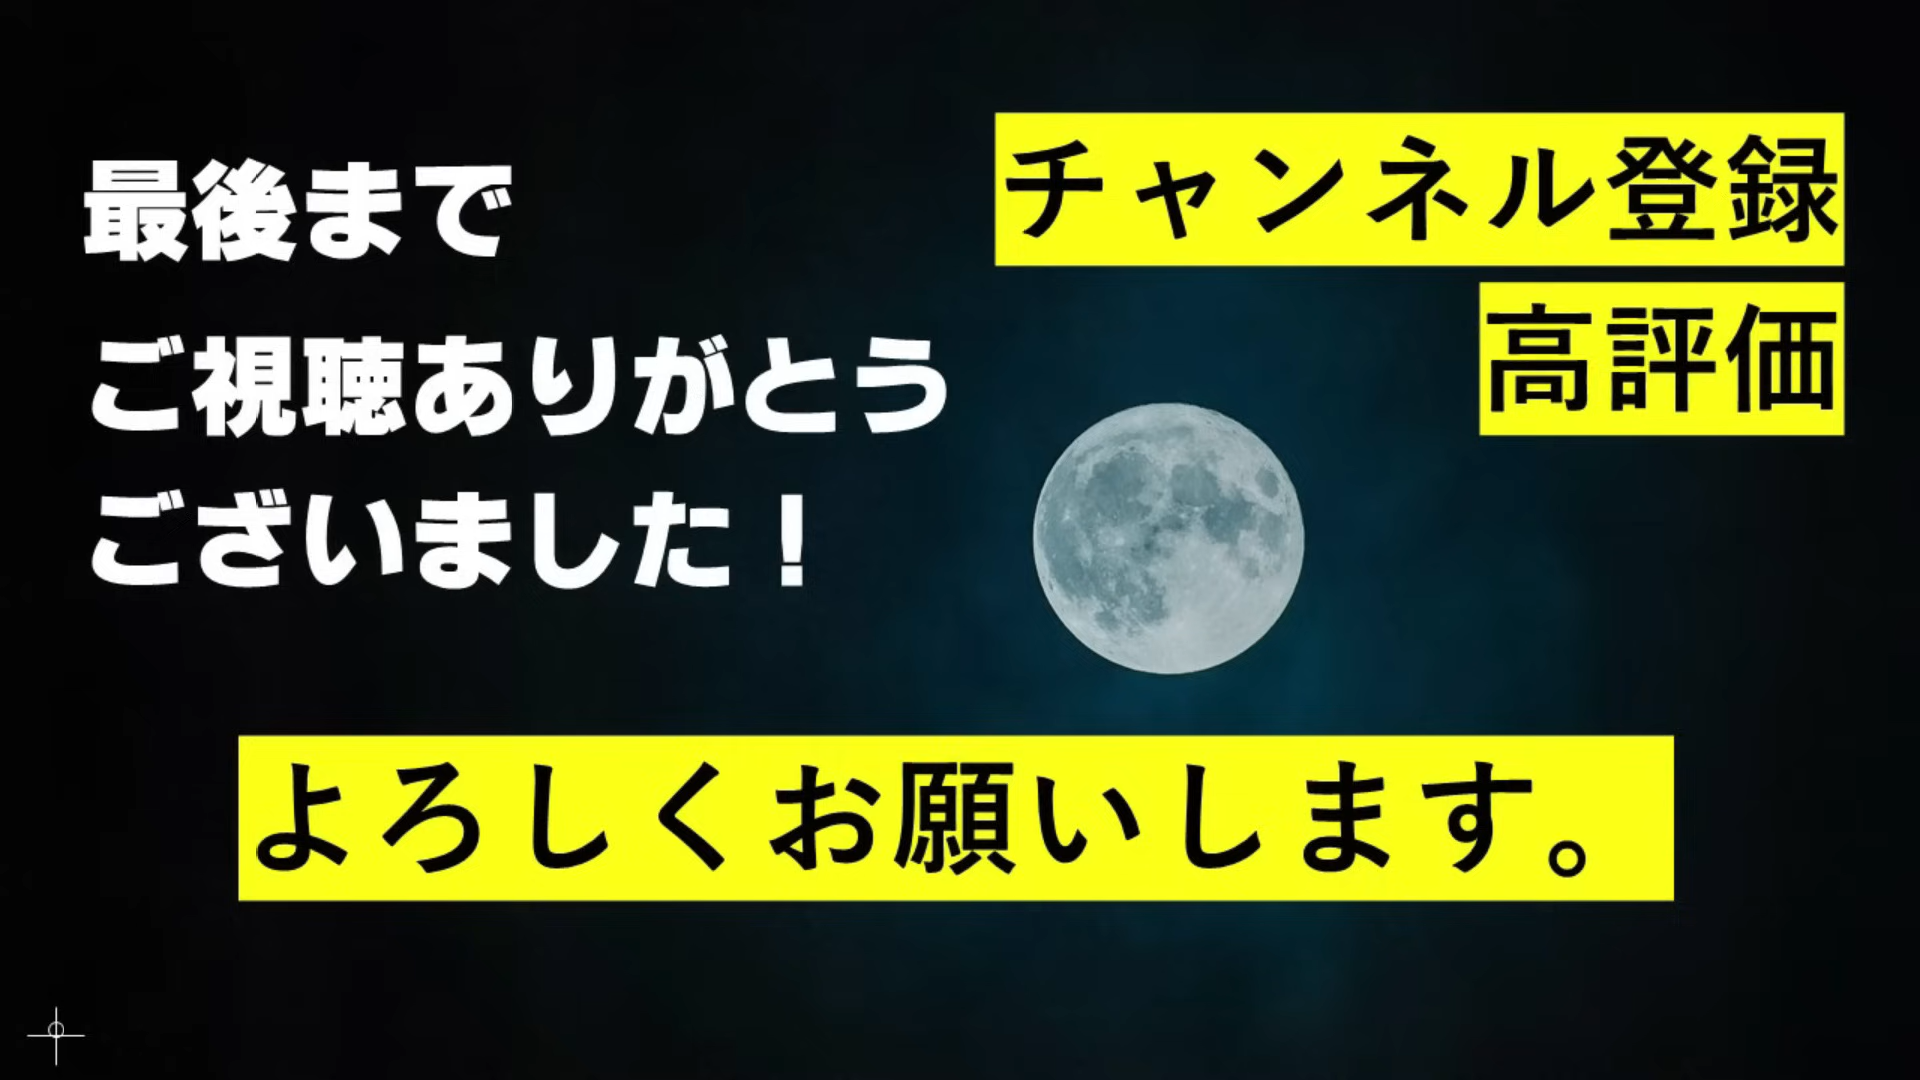 最後まで
ご視聴ありがとう
ございました！
チャンネル登録
高評価
よろしくお願いします。